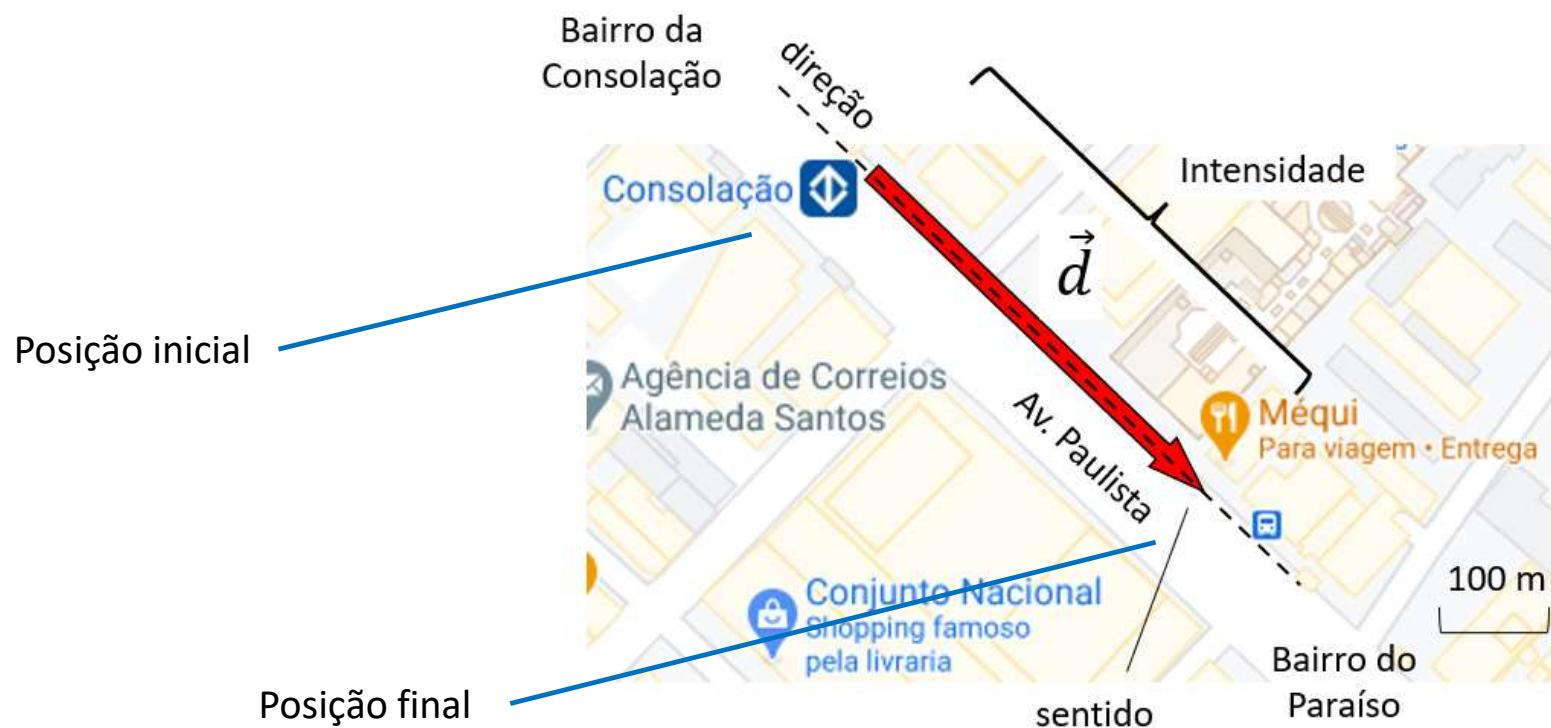 Bairro da
Consolação
direção
Intensidade
Consolação
d
Posição inicial
Agência de Correios
Alameda Santos
Av. Paulista
Méqui
Para viagem • Entrega
100 m
Conjunto Nacional
Shopping famoso
pela livraria
Bairro do
Paraíso
Posição final
sentido